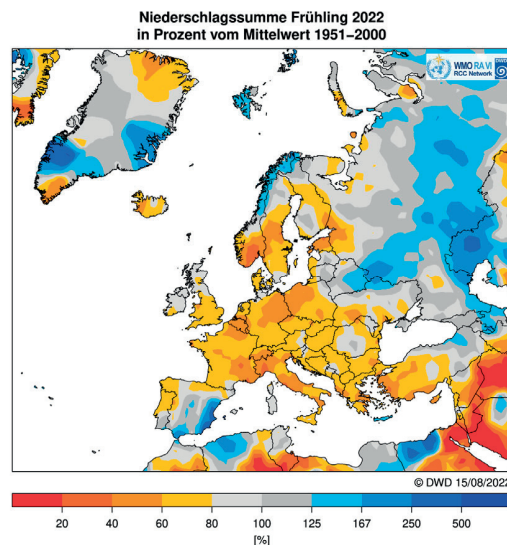 Niederschlagssumme Frühling 2022
in Prozent vom Mittelwert 1951–2000
WMO RA VI
RCC Network
DWD
© DWD 15/08/2022
20 40 60 80 100 125 167 250 500
[%]